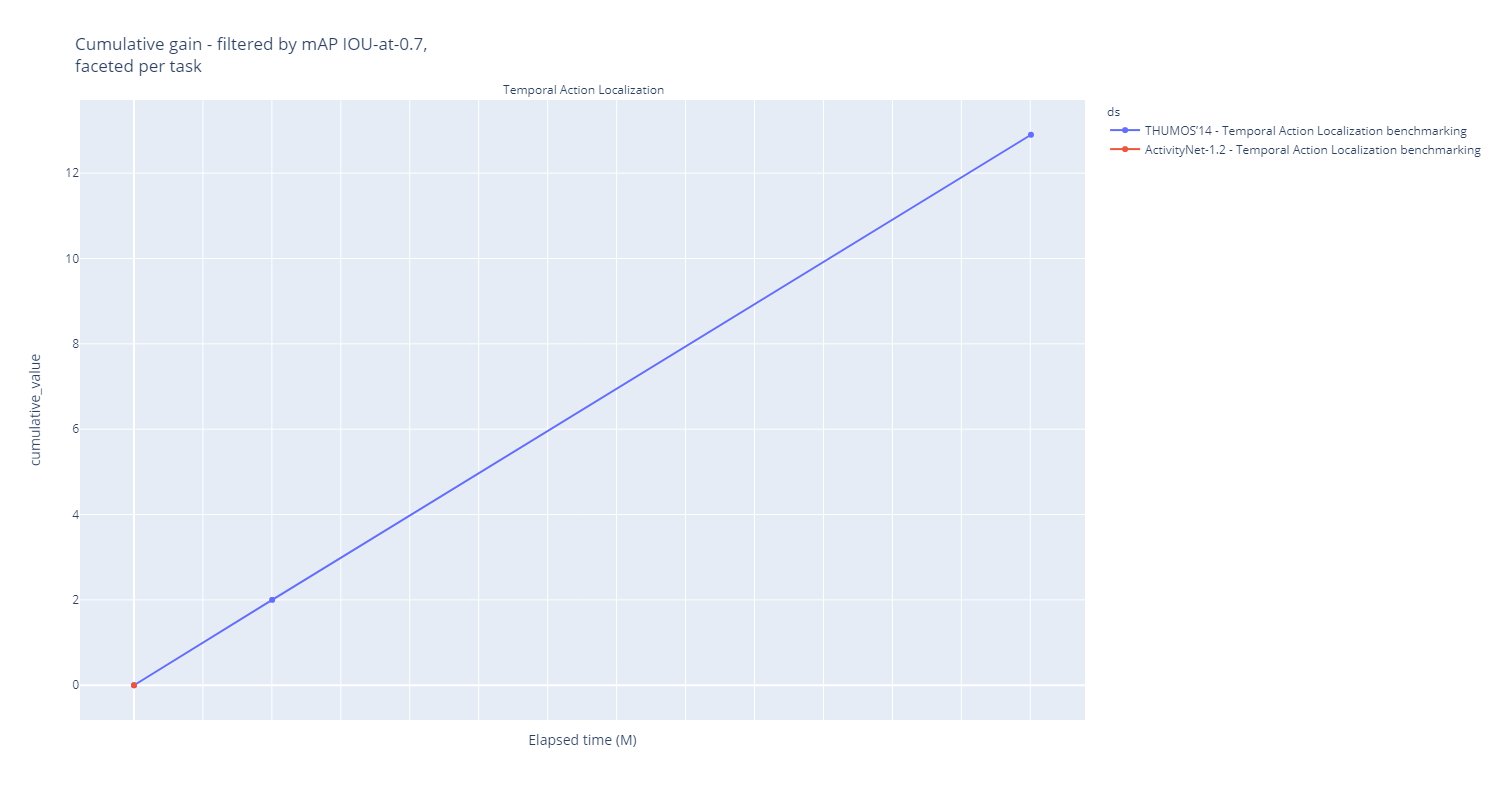 Cumulative gain - filtered by mAP IOU-at-0.7,
faceted per task
Temporal Action Localization
ds
THUMOS’14 - Temporal Action Localization benchmarking
ActivityNet-1.2 - Temporal Action Localization benchmarking
12
10
8
6
4
2
0
cumulative_value
Elapsed time (M)